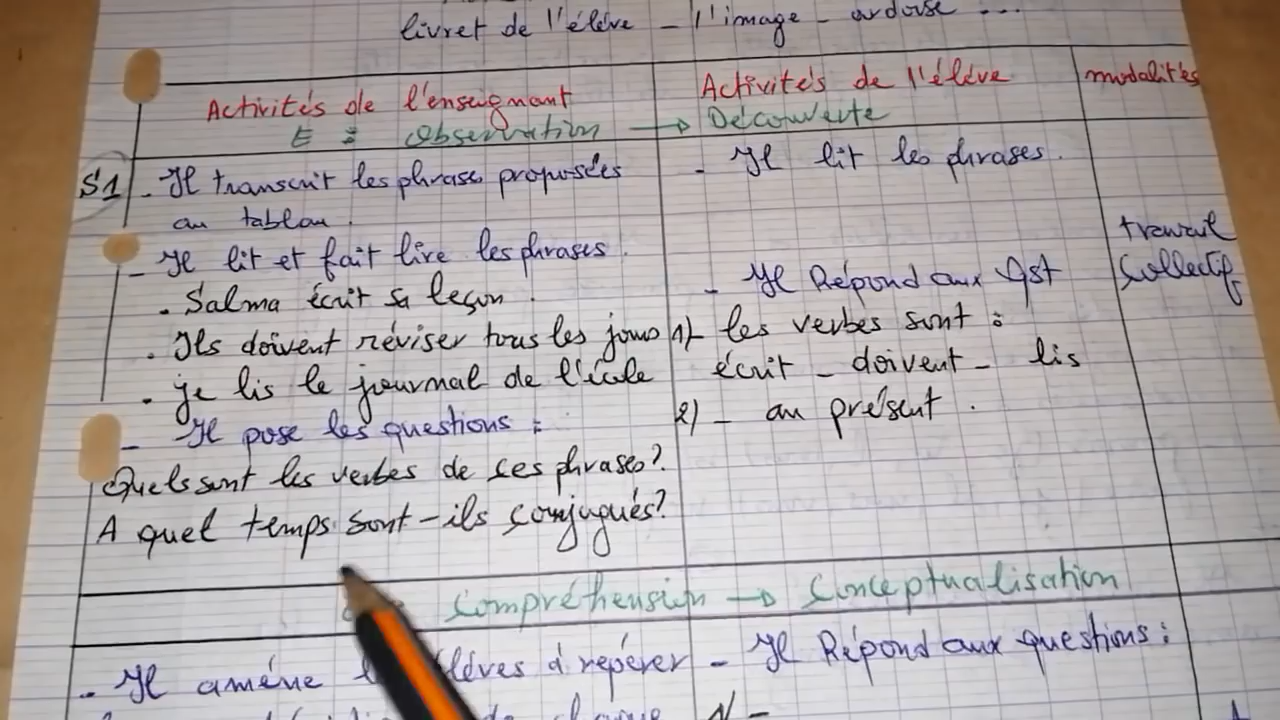 livret de l'éléve - l'image - ardoise ...
Activités de l'enseignant
Activités de l'éléve
modalités
E : Observation → Découverte
S1
- Il transcrit les phrases proposées
au tableau.
- Il lit et fait lire les phrases.
. Salma écrit sa leçon.
. Ils doivent réviser tous les jours
. je lis le journal de l'école
- Il pose les questions :
Quels sont les verbes de ces phrases?
A quel temps sont-ils conjugués?
- Il lit les phrases.
- Il Répond aux Qst
1)- les verbes sont :
écrit - doivent - lis
2) - au présent.
travail
collectif
Compréhension → Conceptualisation
- Il améne éléves à repérer
- Il Répond aux questions :